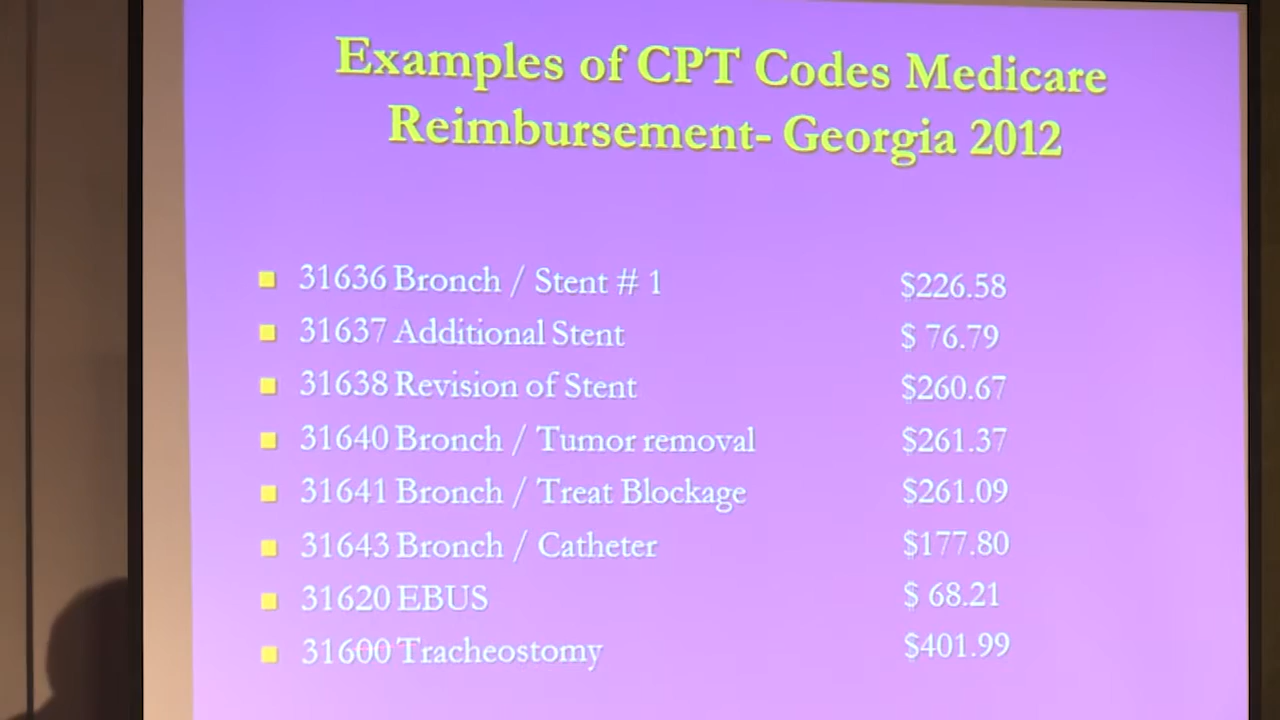 Examples of CPT Codes Medicare
Reimbursement- Georgia 2012
31636 Bronch / Stent # 1 $226.58
31637 Additional Stent $ 76.79
31638 Revision of Stent $260.67
31640 Bronch / Tumor removal $261.37
31641 Bronch / Treat Blockage $261.09
31643 Bronch / Catheter $177.80
31620 EBUS $ 68.21
31600 Tracheostomy $401.99